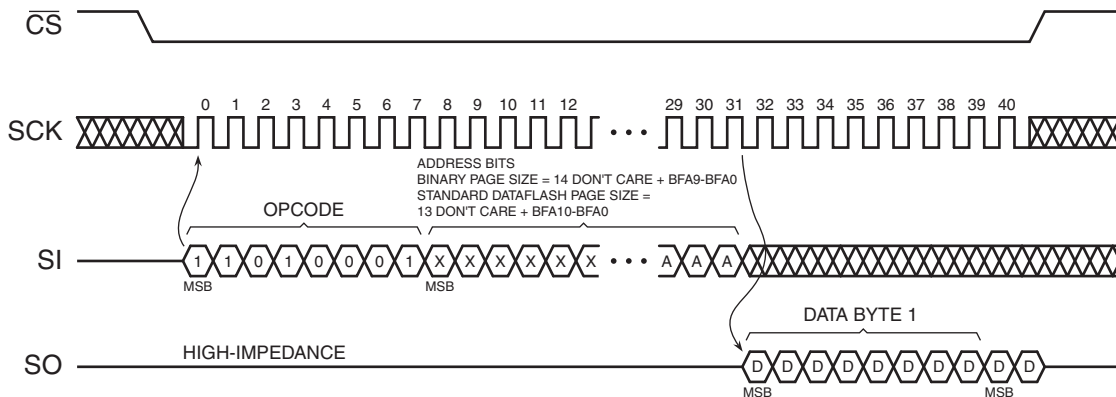 CS
SCK
0 1 2 3 4 5 6 7 8 9 10 11 12 29 30 31 32 33 34 35 36 37 38 39 40
ADDRESS BITS
BINARY PAGE SIZE = 14 DON'T CARE + BFA9-BFA0
STANDARD DATAFLASH PAGE SIZE =
13 DON'T CARE + BFA10-BFA0
OPCODE
SI
1 1 0 1 0 0 0 1 X X X X X X ••• A A A
MSB MSB
DATA BYTE 1
SO
HIGH-IMPEDANCE
D D D D D D D D D D
MSB MSB